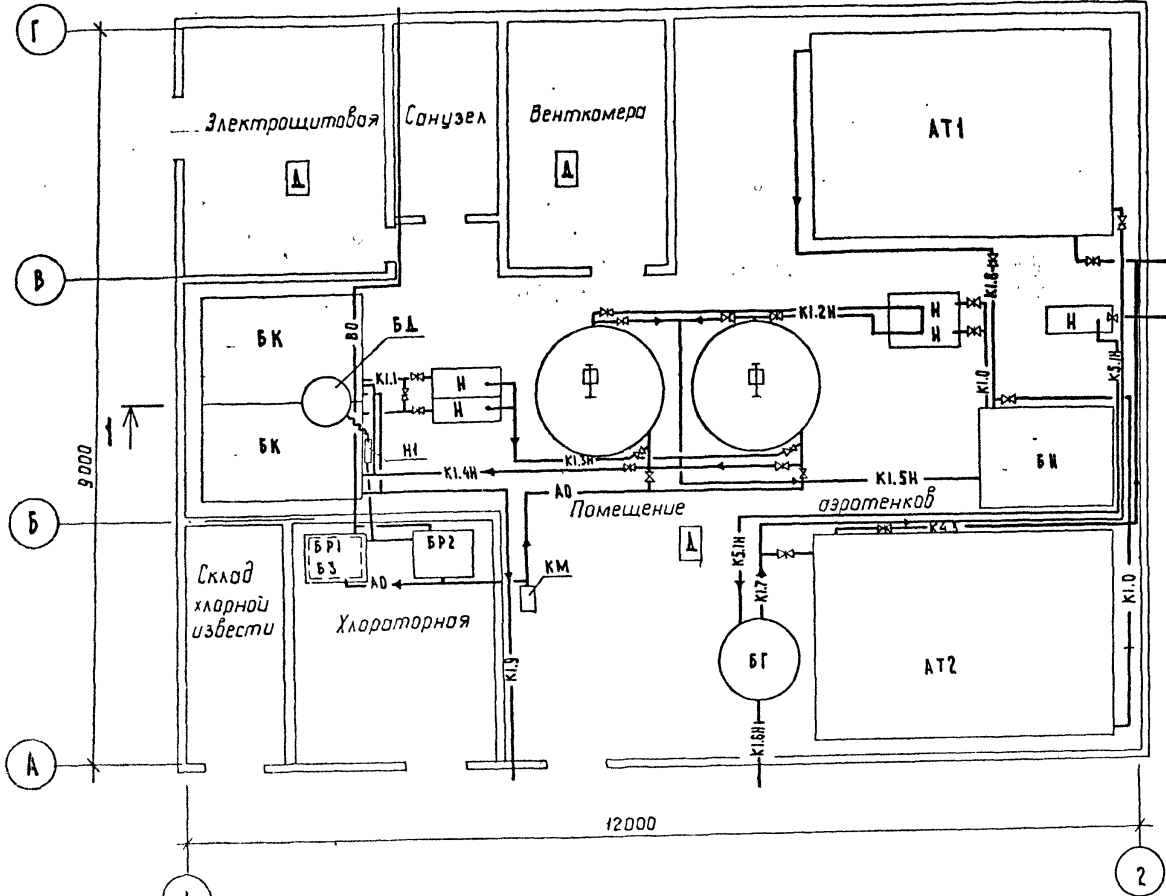 Г
Электрощитовая
Санузел
Венткамера
АТ1
Д
Д
В
БК
ВО
БД
К1.1
Н
Н
К1.2Н
Н
Н
К1.8
Н
К5.1Н
Ф
Ф
К1.0
1
БК
Н1
К1.3Н
К1.4Н
К1.5Н
БИ
9000
АО
Помещение
аэротенков
Б
Д
К4.3
БР1
БЗ
БР2
АО
КМ
К5.1Н
К1.7
К1.0
Склад
хлорной
извести
Хлораторная
К1.9
БГ
АТ2
К1.6Н
А
12000
1
2